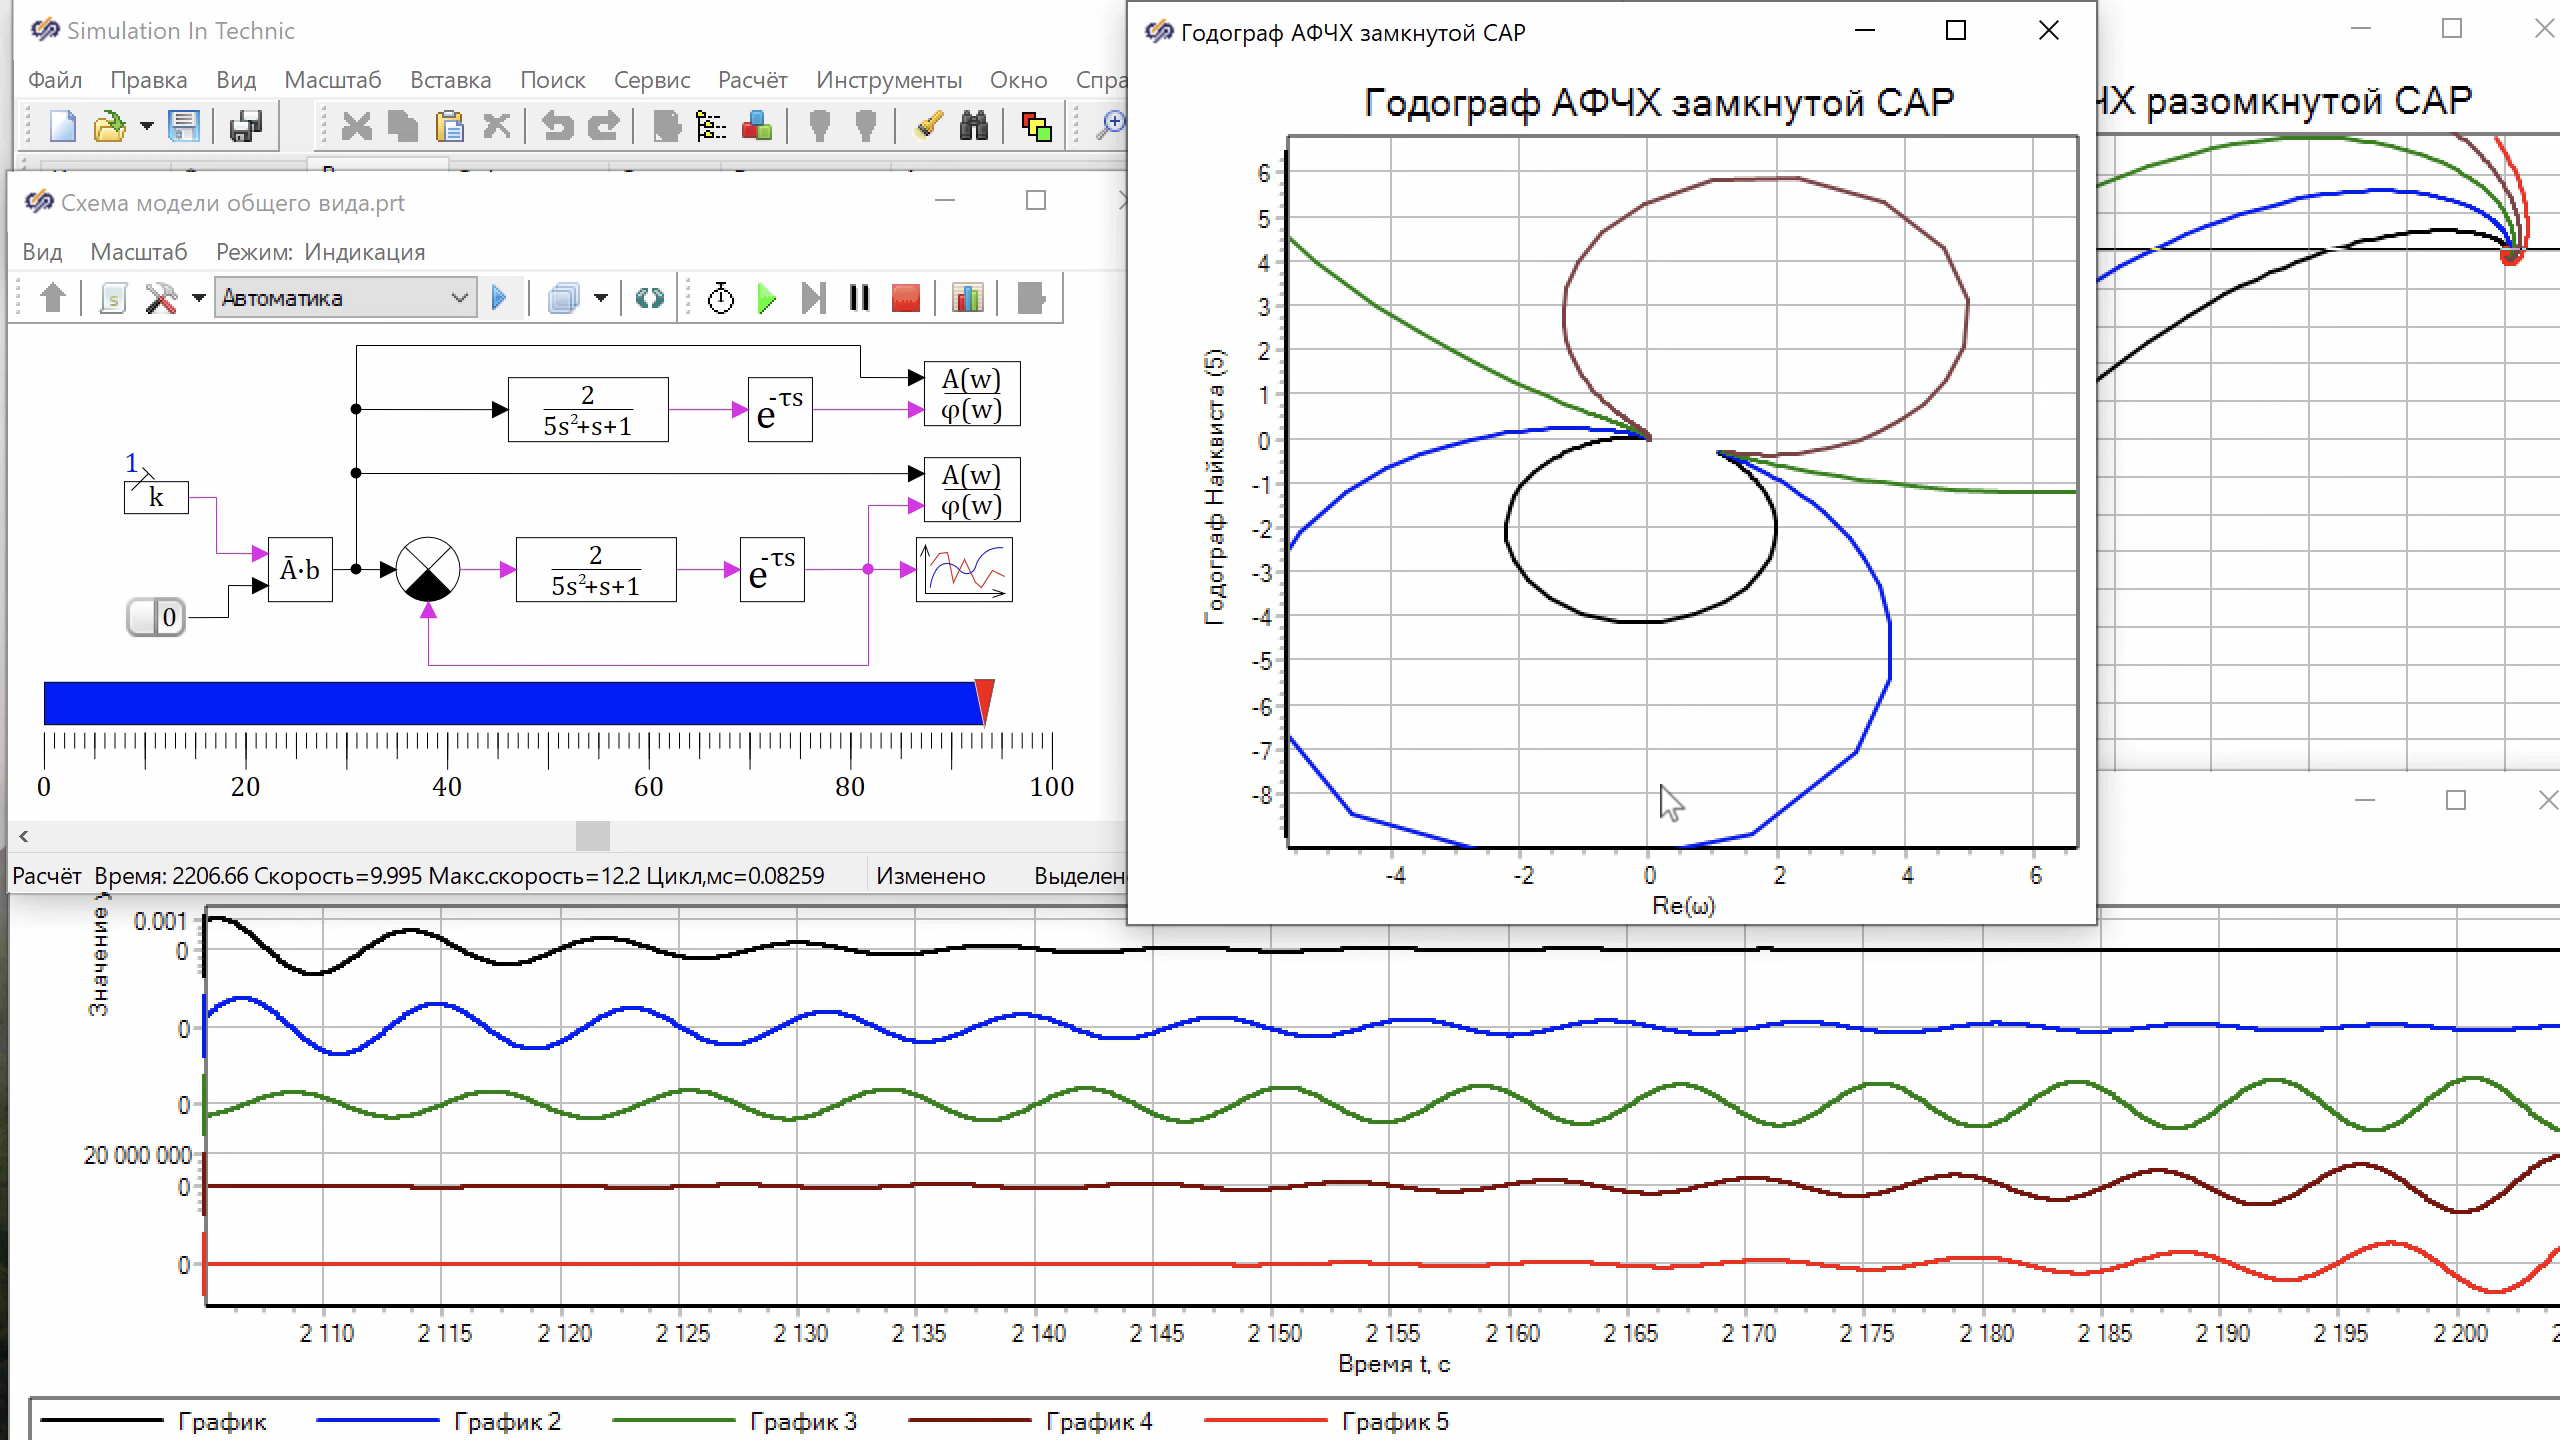 Simulation In Technic
Файл Правка Вид Масштаб Вставка Поиск Сервис Расчёт Инструменты Окно Спра
Схема модели общего вида.prt
Вид Масштаб Режим: Индикация
Автоматика
2
5s²+s+1
e-τs
A(w)
φ(w)
1
k
A(w)
φ(w)
Ā·b
2
5s²+s+1
e-τs
0
0 20 40 60 80 100
Расчёт Время: 2206.66 Скорость=9.995 Макс.скорость=12.2 Цикл,мс=0.08259 Изменено Выделен
Годограф АФЧХ замкнутой САР
Годограф АФЧХ замкнутой САР
Годограф Найквиста (5)
6
5
4
3
2
1
0
-1
-2
-3
-4
-5
-6
-7
-8
-4 -2 0 2 4 6
Re(ω)
ЧХ разомкнутой САР
Значение
0.001
0
0
0
20 000 000
0
0
2 110 2 115 2 120 2 125 2 130 2 135 2 140 2 145 2 150 2 155 2 160 2 165 2 170 2 175 2 180 2 185 2 190 2 195 2 200
Время t, с
График График 2 График 3 График 4 График 5